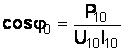 cosφ₀ = P₁₀ / U₁₀I₁₀